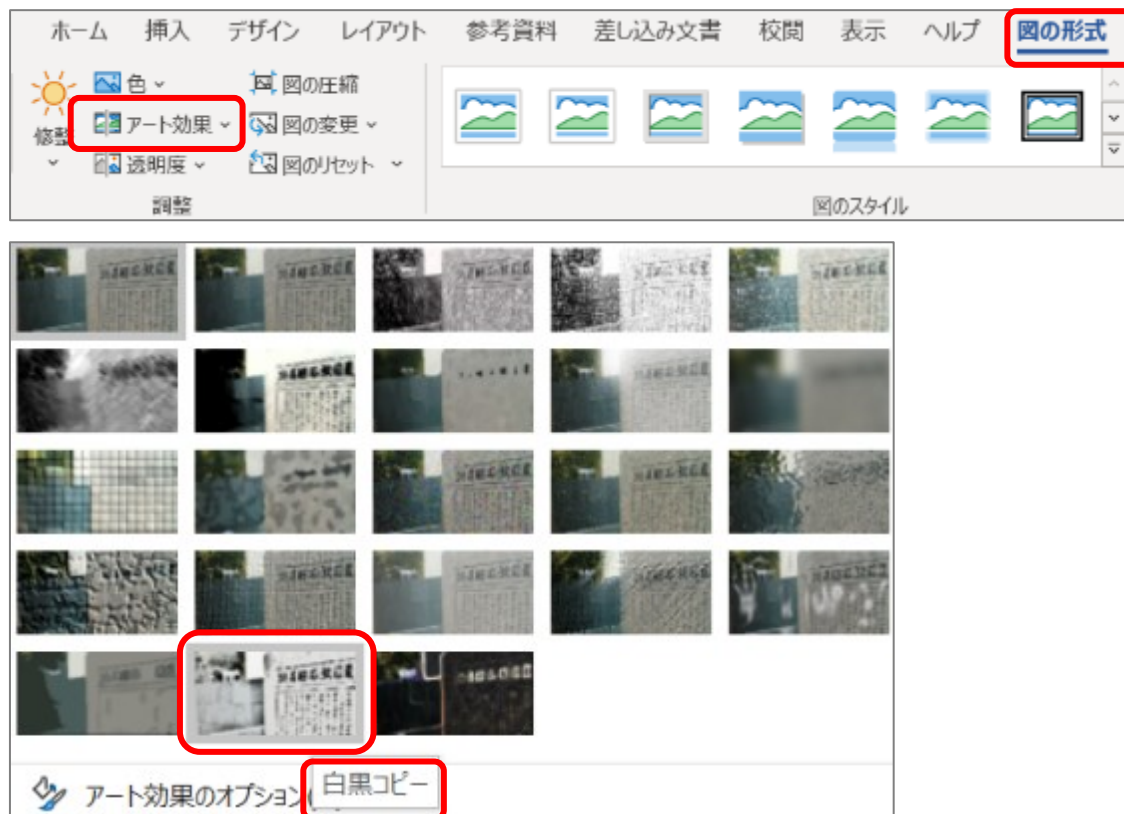 ホーム 挿入 デザイン レイアウト 参考資料 差し込み文書 校閲 表示 ヘルプ 図の形式
色 図の圧縮
修整 アート効果 図の変更
透明度 図のリセット
調整 図のスタイル
アート効果のオプション
白黒コピー